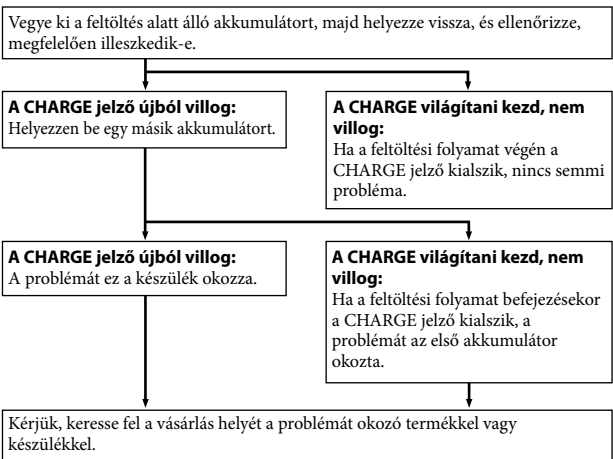 Vegye ki a feltöltés alatt álló akkumulátort, majd helyezze vissza, és ellenőrizze,
megfelelően illeszkedik-e.
A CHARGE jelző újból villog:
Helyezzen be egy másik akkumulátort.
A CHARGE világítani kezd, nem
villog:
Ha a feltöltési folyamat végén a
CHARGE jelző kialszik, nincs semmi
probléma.
A CHARGE jelző újból villog:
A problémát ez a készülék okozza.
A CHARGE világítani kezd, nem
villog:
Ha a feltöltési folyamat befejezésekor
a CHARGE jelző kialszik, a
problémát az első akkumulátor
okozta.
Kérjük, keresse fel a vásárlás helyét a problémát okozó termékkel vagy
készülékkel.